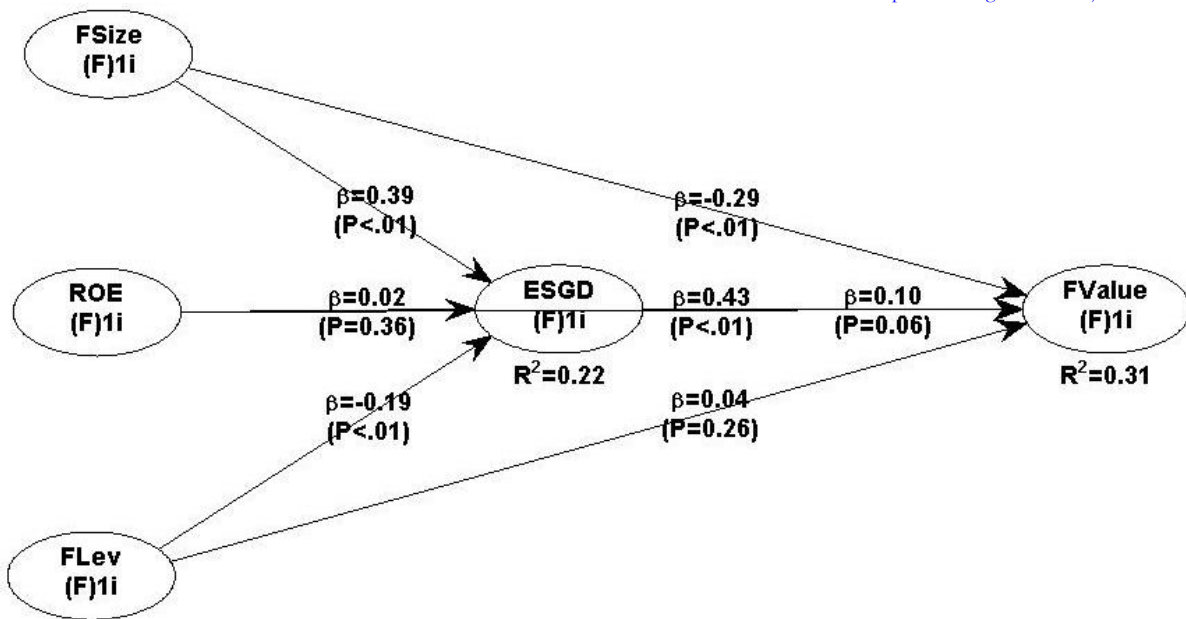 FSize
(F)1i
β=0.39
(P<.01)
β=-0.29
(P<.01)
ROE
(F)1i
β=0.02
(P=0.36)
ESGD
(F)1i
R²=0.22
β=0.43
(P<.01)
β=0.10
(P=0.06)
FValue
(F)1i
R²=0.31
β=-0.19
(P<.01)
β=0.04
(P=0.26)
FLev
(F)1i